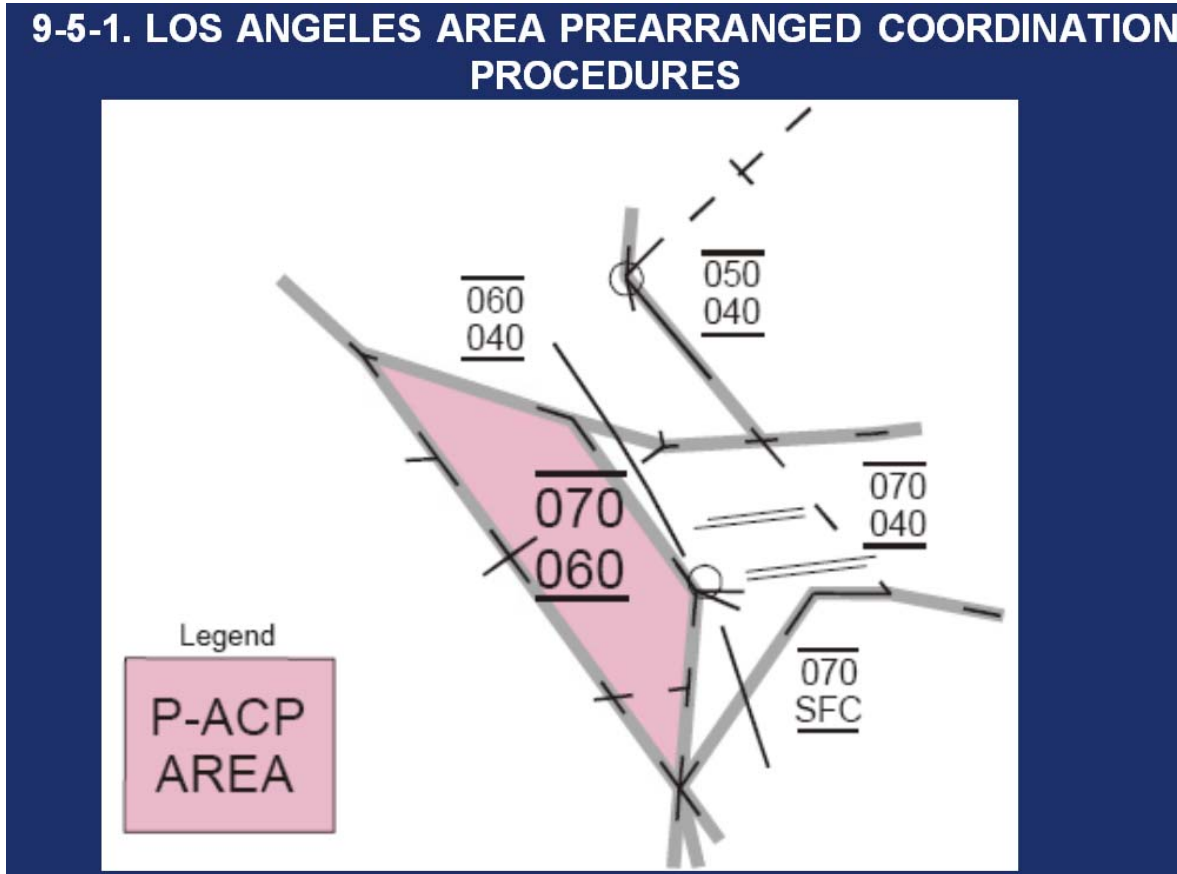 9-5-1. LOS ANGELES AREA PREARRANGED COORDINATION
PROCEDURES
050
040
060
040
070
040
070
060
070
SFC
Legend
P-ACP
AREA